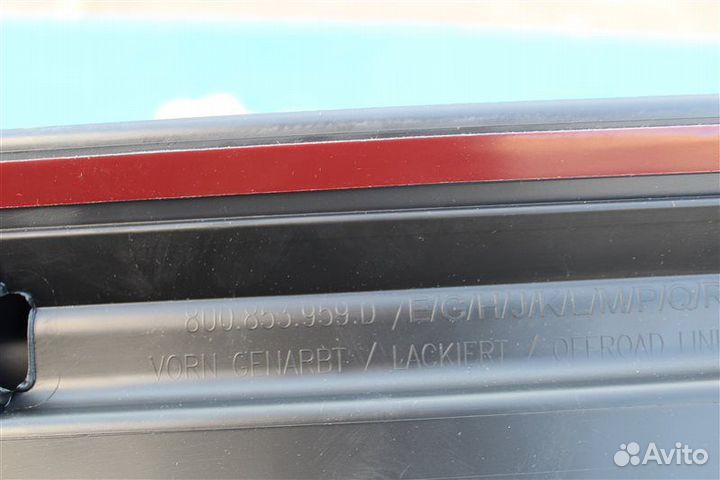 8U0.853.959.D /E/G/H/J/K/L/M/P/Q/R
VORN GENARBT / LACKIERT / OFFROAD LIN
Avito